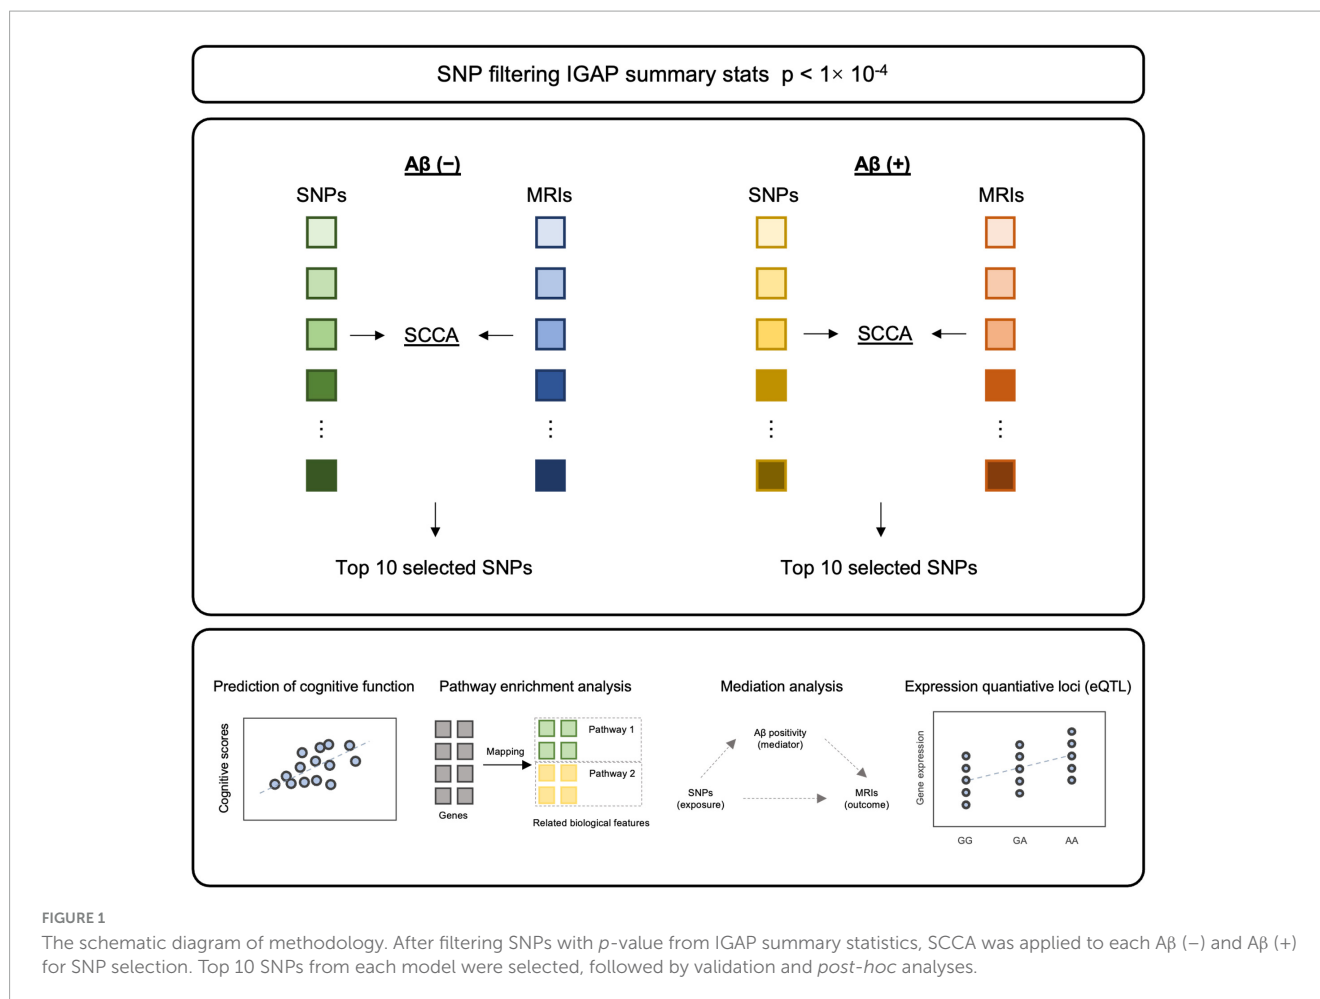 SNP filtering IGAP summary stats p < 1× 10-4
Aβ (−)
Aβ (+)
SNPs
MRIs
SNPs
MRIs
SCCA
SCCA
⋮
⋮
⋮
⋮
Top 10 selected SNPs
Top 10 selected SNPs
Prediction of cognitive function
Cognitive scores
Pathway enrichment analysis
Mapping
Pathway 1
Pathway 2
Genes
Related biological features
Mediation analysis
Aβ positivity
(mediator)
SNPs
(exposure)
MRIs
(outcome)
Expression quantiative loci (eQTL)
Gene expression
GG
GA
AA
FIGURE 1
The schematic diagram of methodology. After filtering SNPs with p-value from IGAP summary statistics, SCCA was applied to each Aβ (−) and Aβ (+)
for SNP selection. Top 10 SNPs from each model were selected, followed by validation and post-hoc analyses.